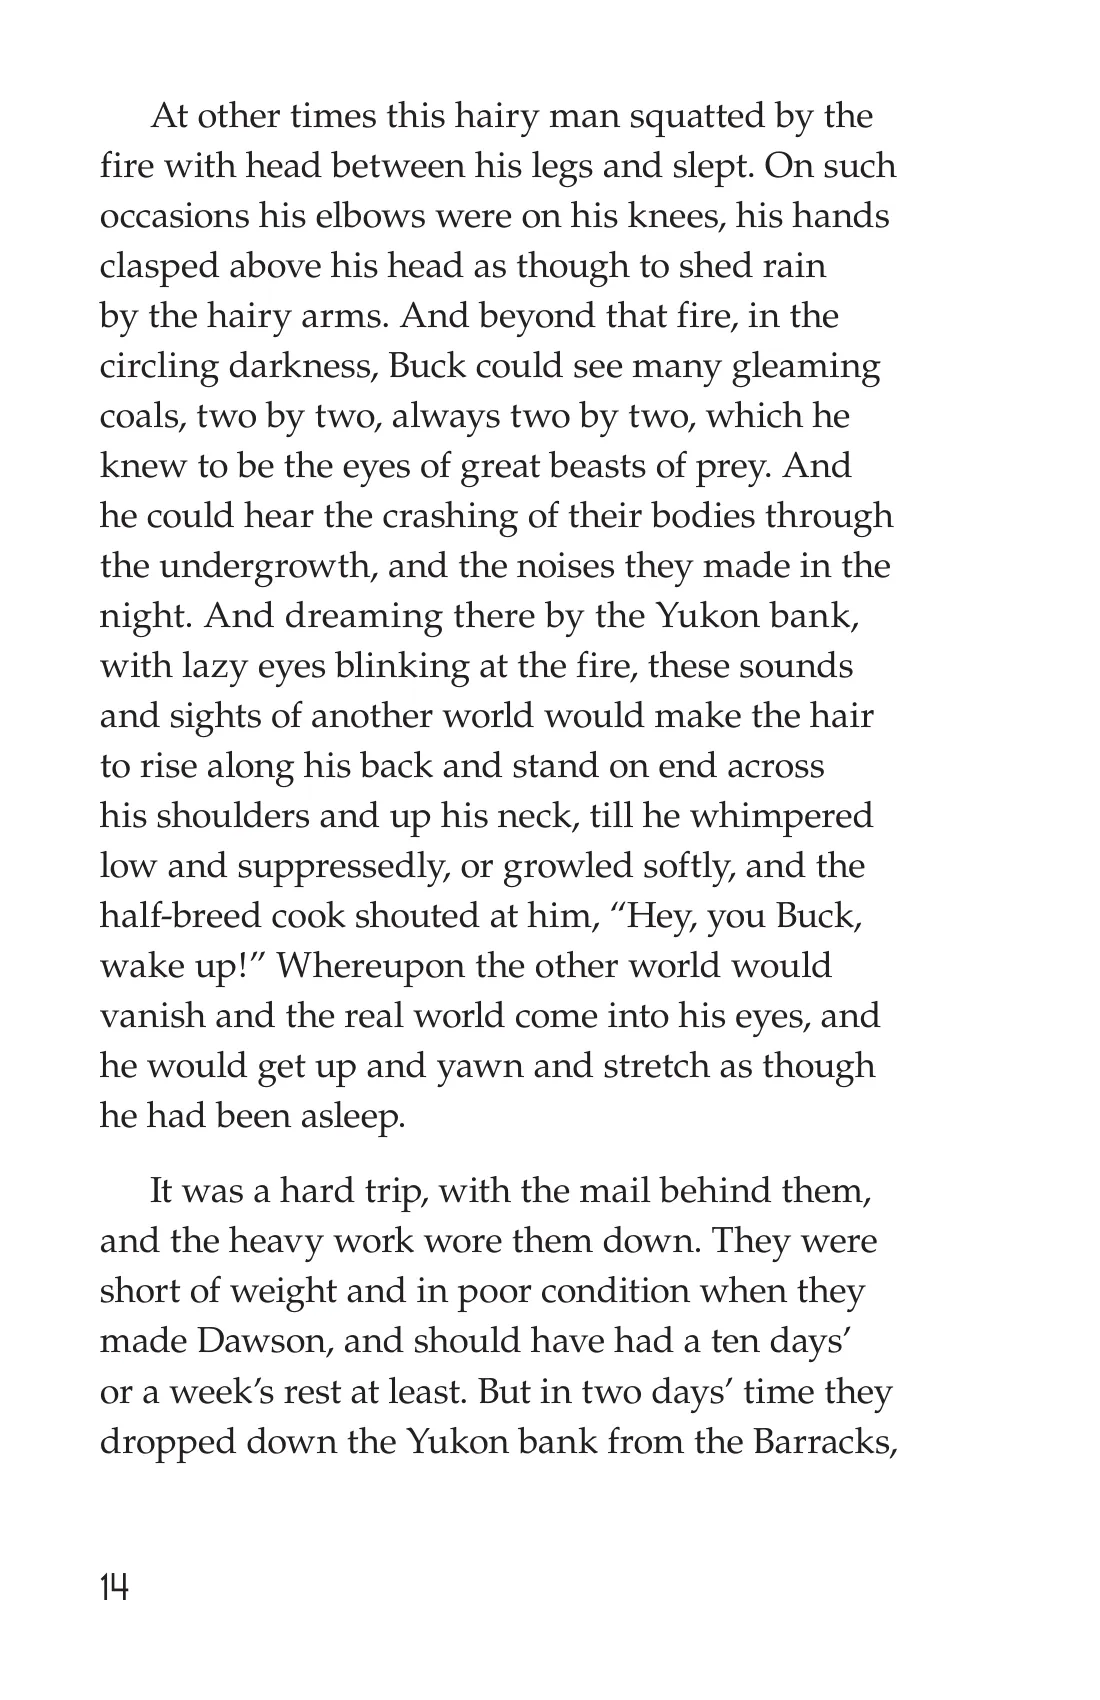 At other times this hairy man squatted by the
fire with head between his legs and slept. On such
occasions his elbows were on his knees, his hands
clasped above his head as though to shed rain
by the hairy arms. And beyond that fire, in the
circling darkness, Buck could see many gleaming
coals, two by two, always two by two, which he
knew to be the eyes of great beasts of prey. And
he could hear the crashing of their bodies through
the undergrowth, and the noises they made in the
night. And dreaming there by the Yukon bank,
with lazy eyes blinking at the fire, these sounds
and sights of another world would make the hair
to rise along his back and stand on end across
his shoulders and up his neck, till he whimpered
low and suppressedly, or growled softly, and the
half-breed cook shouted at him, “Hey, you Buck,
wake up!” Whereupon the other world would
vanish and the real world come into his eyes, and
he would get up and yawn and stretch as though
he had been asleep.
It was a hard trip, with the mail behind them,
and the heavy work wore them down. They were
short of weight and in poor condition when they
made Dawson, and should have had a ten days’
or a week’s rest at least. But in two days’ time they
dropped down the Yukon bank from the Barracks,
14